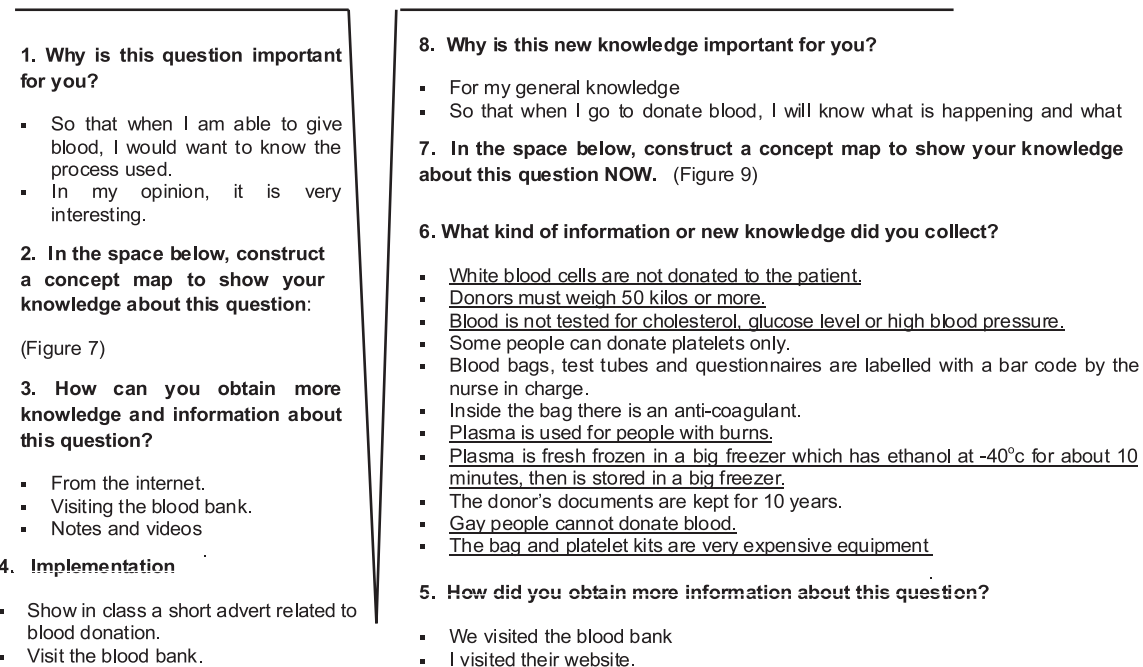 1. Why is this question important
for you?
▪ So that when I am able to give
blood, I would want to know the
process used.
▪ In my opinion, it is very
interesting.
2. In the space below, construct
a concept map to show your
knowledge about this question:
(Figure 7)
3. How can you obtain more
knowledge and information about
this question?
▪ From the internet.
▪ Visiting the blood bank.
▪ Notes and videos
4. Implementation
▪ Show in class a short advert related to
blood donation.
▪ Visit the blood bank.
8. Why is this new knowledge important for you?
▪ For my general knowledge
▪ So that when I go to donate blood, I will know what is happening and what
7. In the space below, construct a concept map to show your knowledge
about this question NOW. (Figure 9)
6. What kind of information or new knowledge did you collect?
▪ White blood cells are not donated to the patient.
▪ Donors must weigh 50 kilos or more.
▪ Blood is not tested for cholesterol, glucose level or high blood pressure.
▪ Some people can donate platelets only.
▪ Blood bags, test tubes and questionnaires are labelled with a bar code by the
nurse in charge.
▪ Inside the bag there is an anti-coagulant.
▪ Plasma is used for people with burns.
▪ Plasma is fresh frozen in a big freezer which has ethanol at -40°c for about 10
minutes, then is stored in a big freezer.
▪ The donor's documents are kept for 10 years.
▪ Gay people cannot donate blood.
▪ The bag and platelet kits are very expensive equipment
5. How did you obtain more information about this question?
▪ We visited the blood bank
▪ I visited their website.